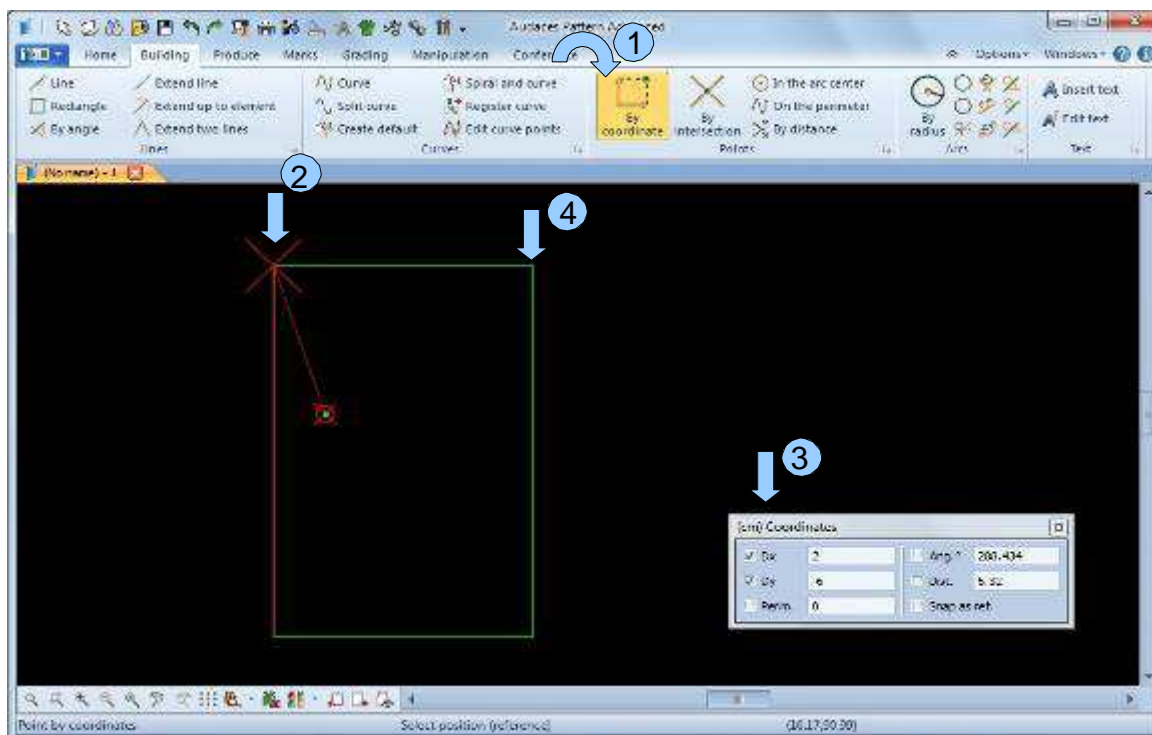 Audaces Pattern Advanced
1
Home Building Produce Marks Grading Manipulation Options Windows
Line Extend line Curve Spiral and curve By coordinate By intersection In the arc center By radius Insert text
Rectangle Extend up to element Split curve Register curve On the perimeter Edit text
By angle Extend two lines Create default Edit curve points By distance
Lines Curves Points Arcs Text
(No name) - 1
2
4
3
(cm) Coordinates
Dx 2 Ang.°
Dy Dist.
Perim. 0 Snap as ref.
Point by coordinates Select position (reference)